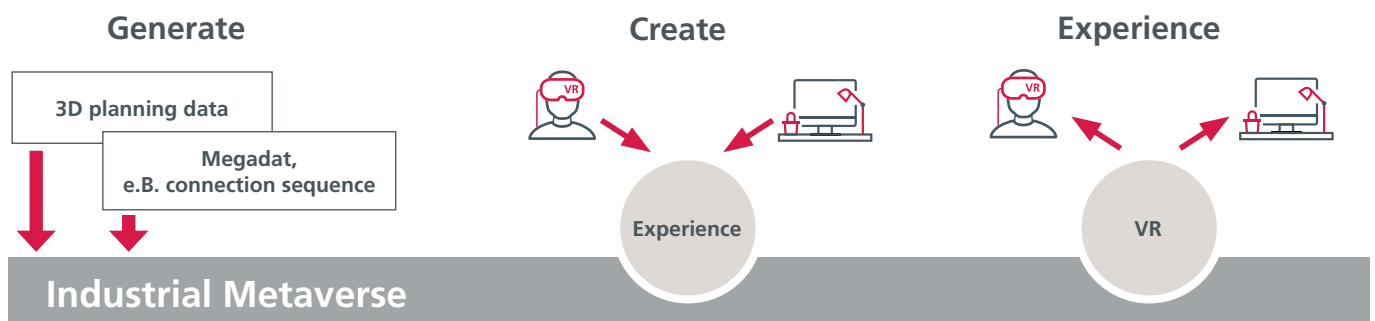 Generate
3D planning data
Megadat,
e.B. connection sequence
Create
VR
Experience
Experience
VR
VR
Industrial Metaverse